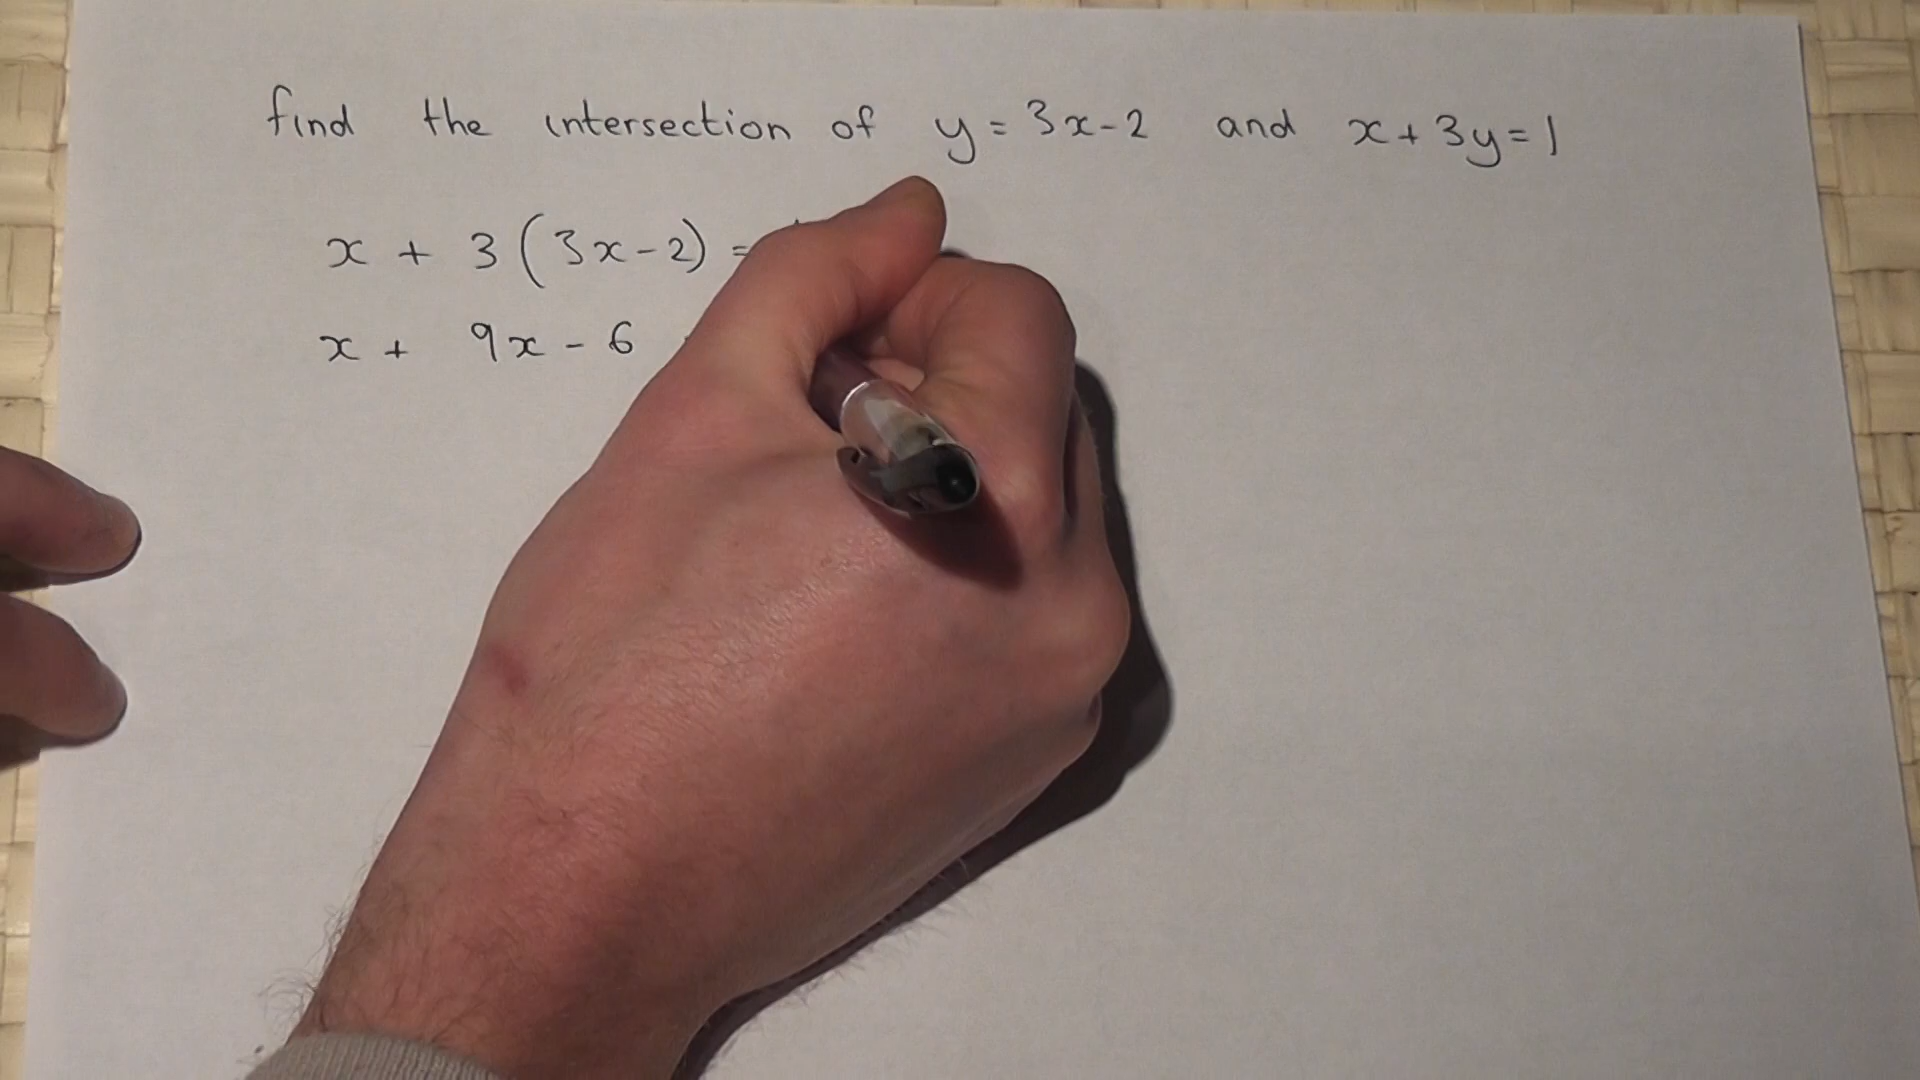 find the intersection of y = 3x - 2 and x + 3y = 1
x + 3 (3x - 2) =
x + 9x - 6